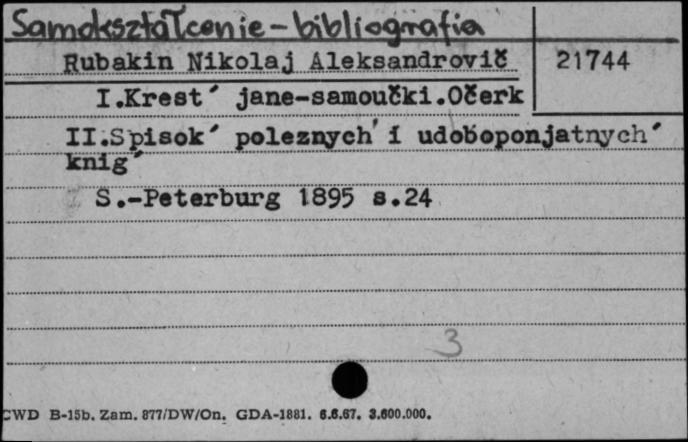 Samokształcenie - bibliografia
Rubakin Nikolaj Aleksandrovič 21744
I.Krest´ jane-samoučki.Očerk
II.Spisok´ poleznych´ i udoboponjatnych´
knig´
S.-Peterburg 1895 s.24
3
CWD B-15b. Zam. 877/DW/On. GDA-1881. 6.6.67. 3.600.000.